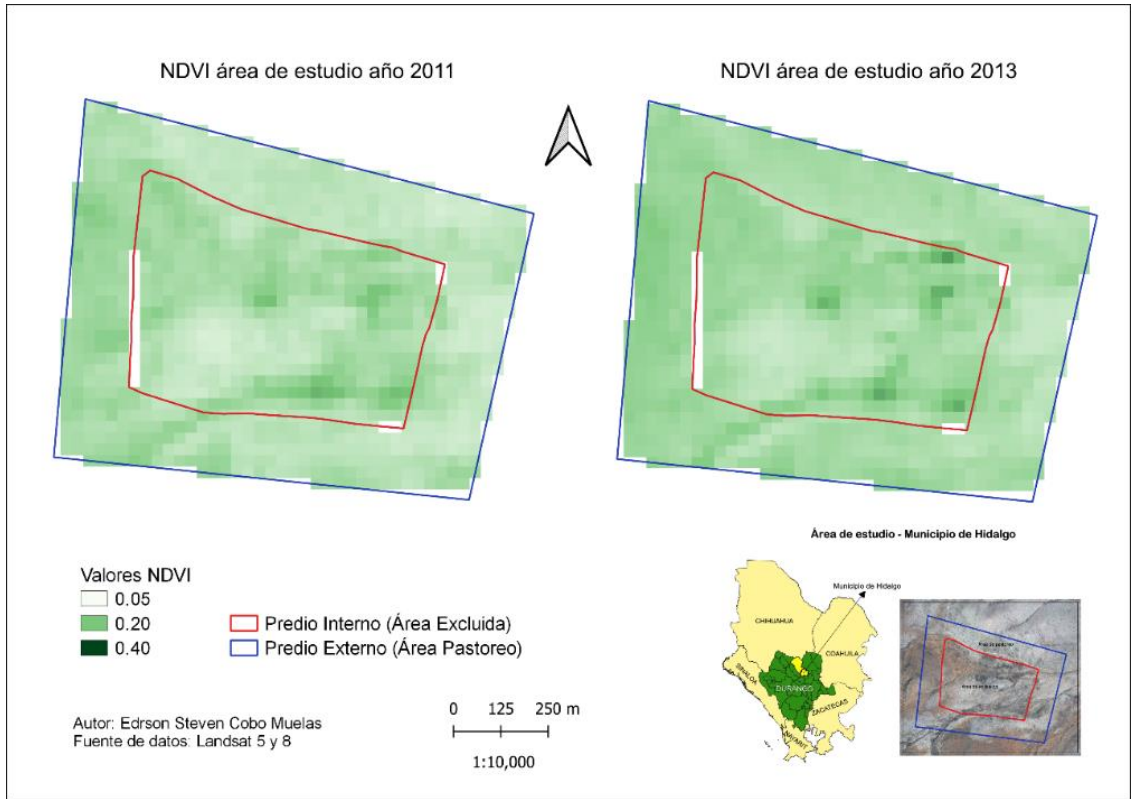 NDVI área de estudio año 2011
NDVI área de estudio año 2013
Valores NDVI
0.05
0.20
0.40
Predio Interno (Área Excluida)
Predio Externo (Área Pastoreo)
Autor: Edrson Steven Cobo Muelas
Fuente de datos: Landsat 5 y 8
0 125 250 m
1:10,000
Área de estudio - Municipio de Hidalgo
Municipio de Hidalgo
CHIHUAHUA
COAHUILA
SINALOA
DURANGO
ZACATECAS
NAYARIT